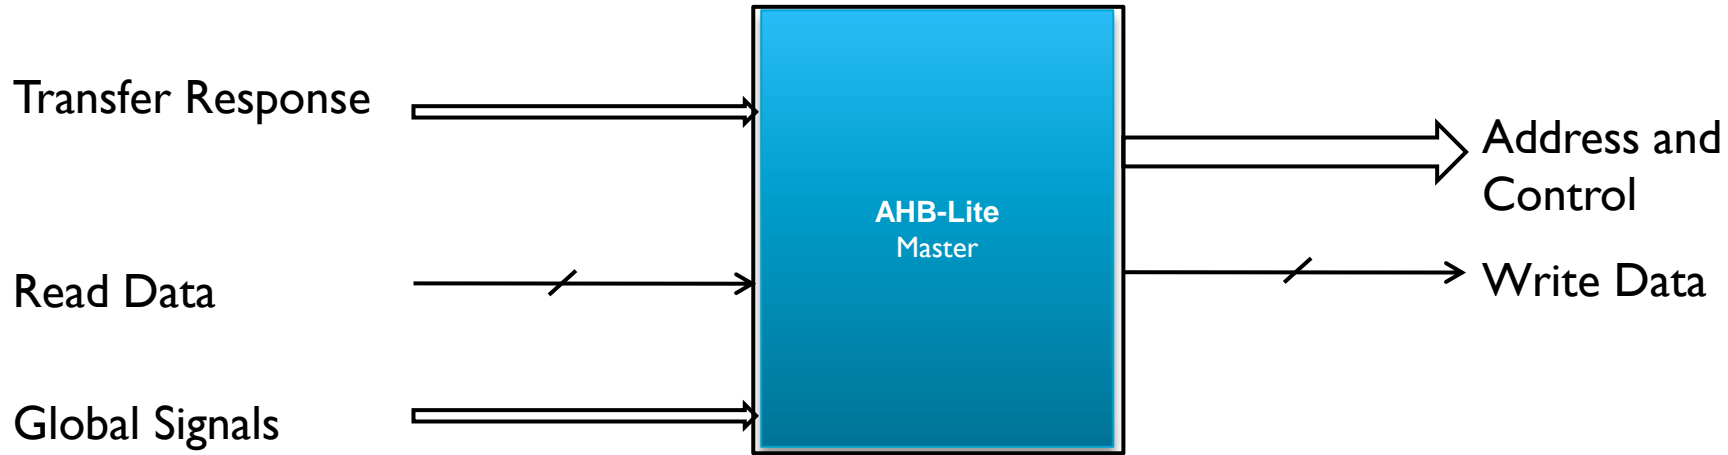 Transfer Response
Read Data
Global Signals
AHB-Lite
Master
Address and
Control
Write Data